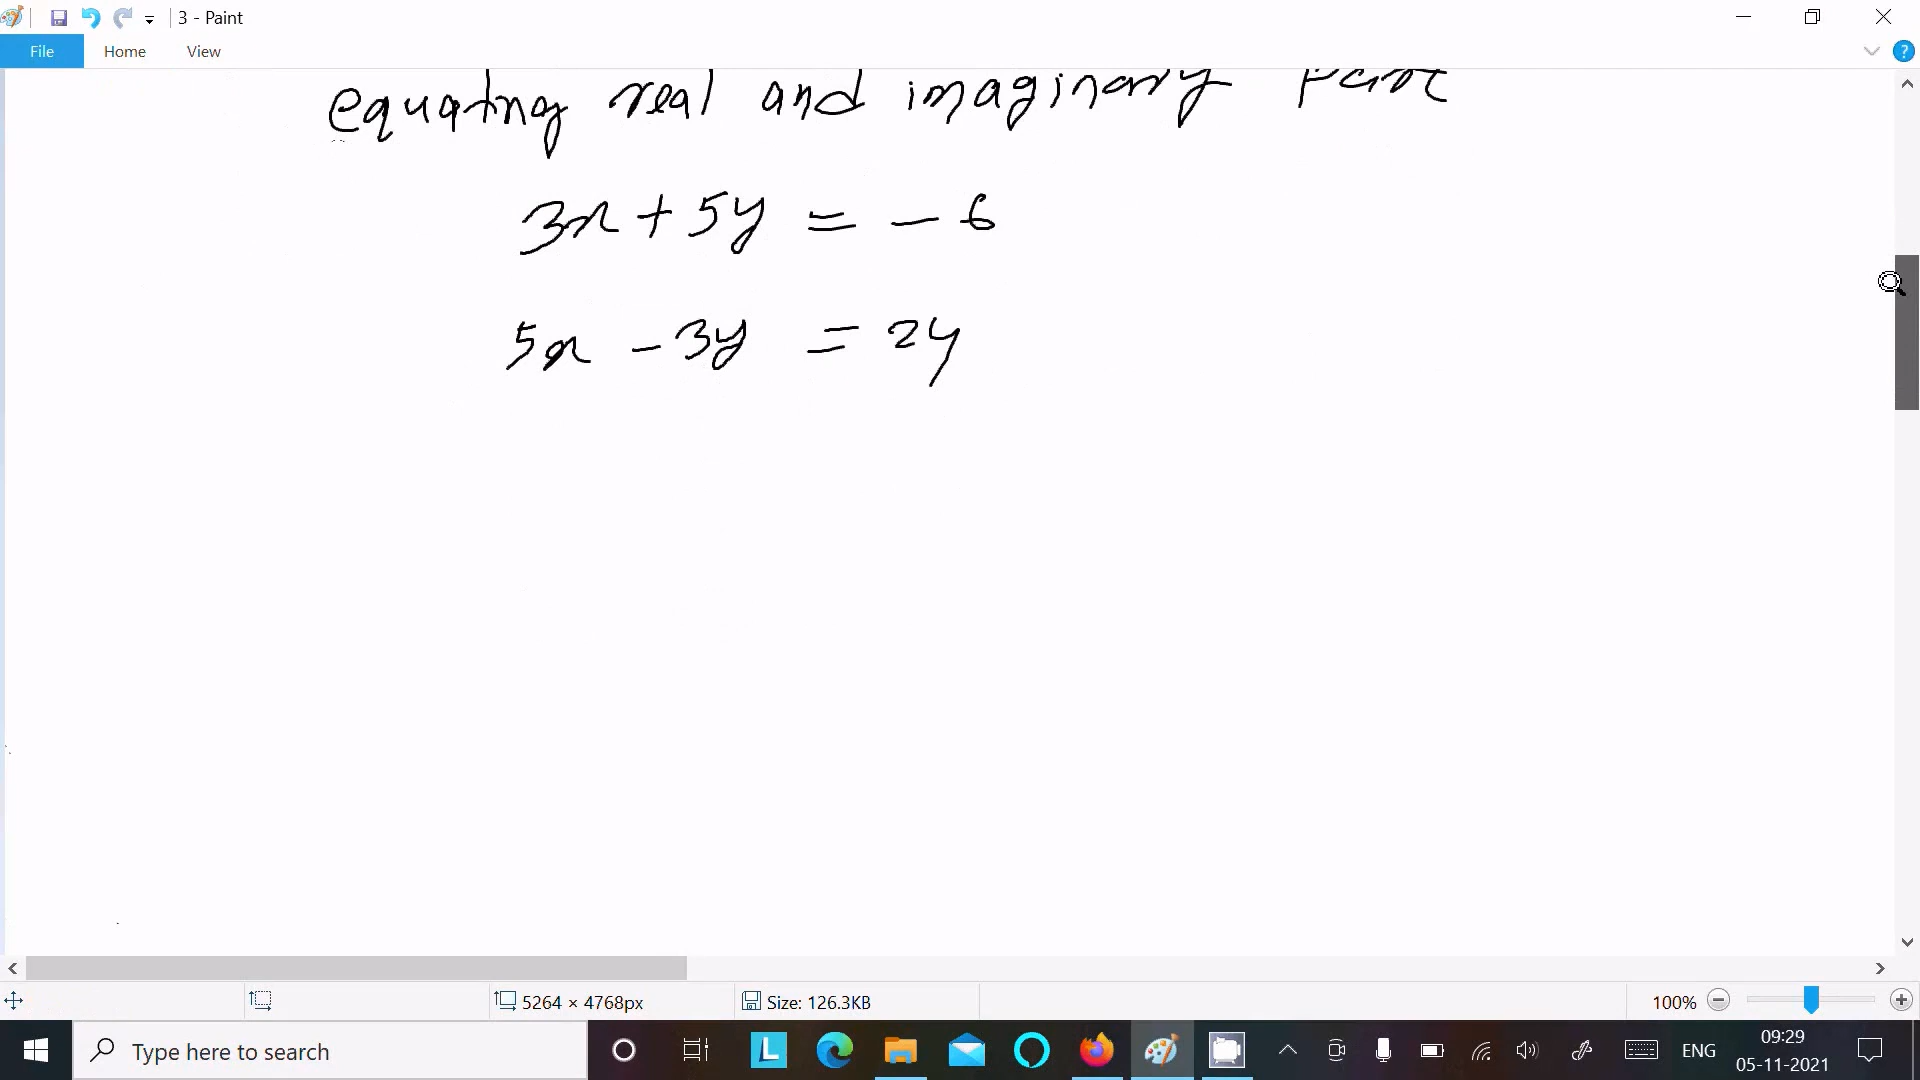 3 - Paint
File Home View
equating real and imaginary part
3x + 5y = - 6
5x - 3y = 24
5264 × 4768px Size: 126.3KB 100%
Type here to search
L
ENG
09:29
05-11-2021